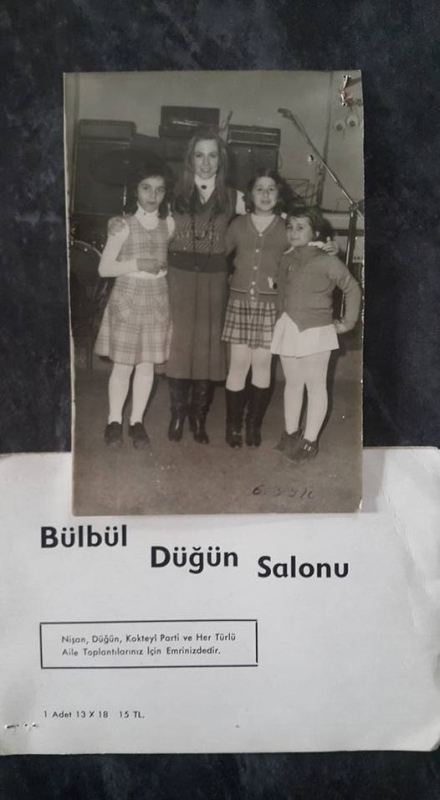 Bülbül
Düğün
Salonu
Nişan, Düğün, Kokteyl Parti ve Her Türlü
Aile Toplantılarınız İçin Emrinizdedir.
1 Adet 13 X 18 15 TL.